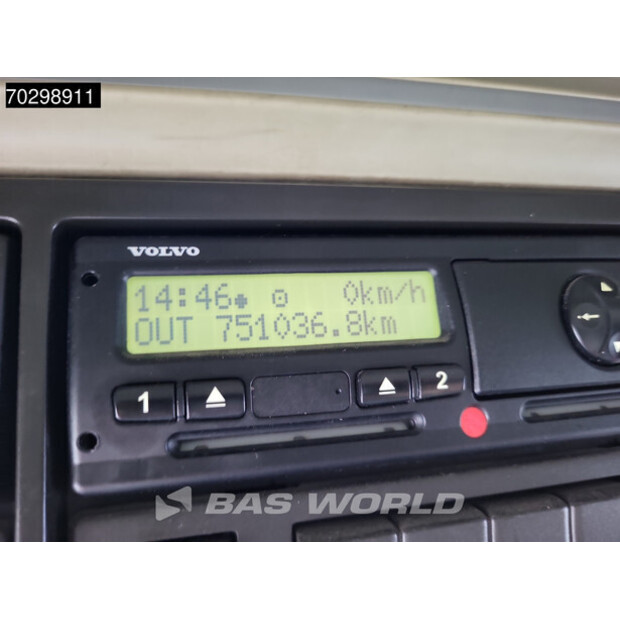 70298911
VOLVO
14:46 0km/h
OUT 751036.8km
1 2
BAS WORLD